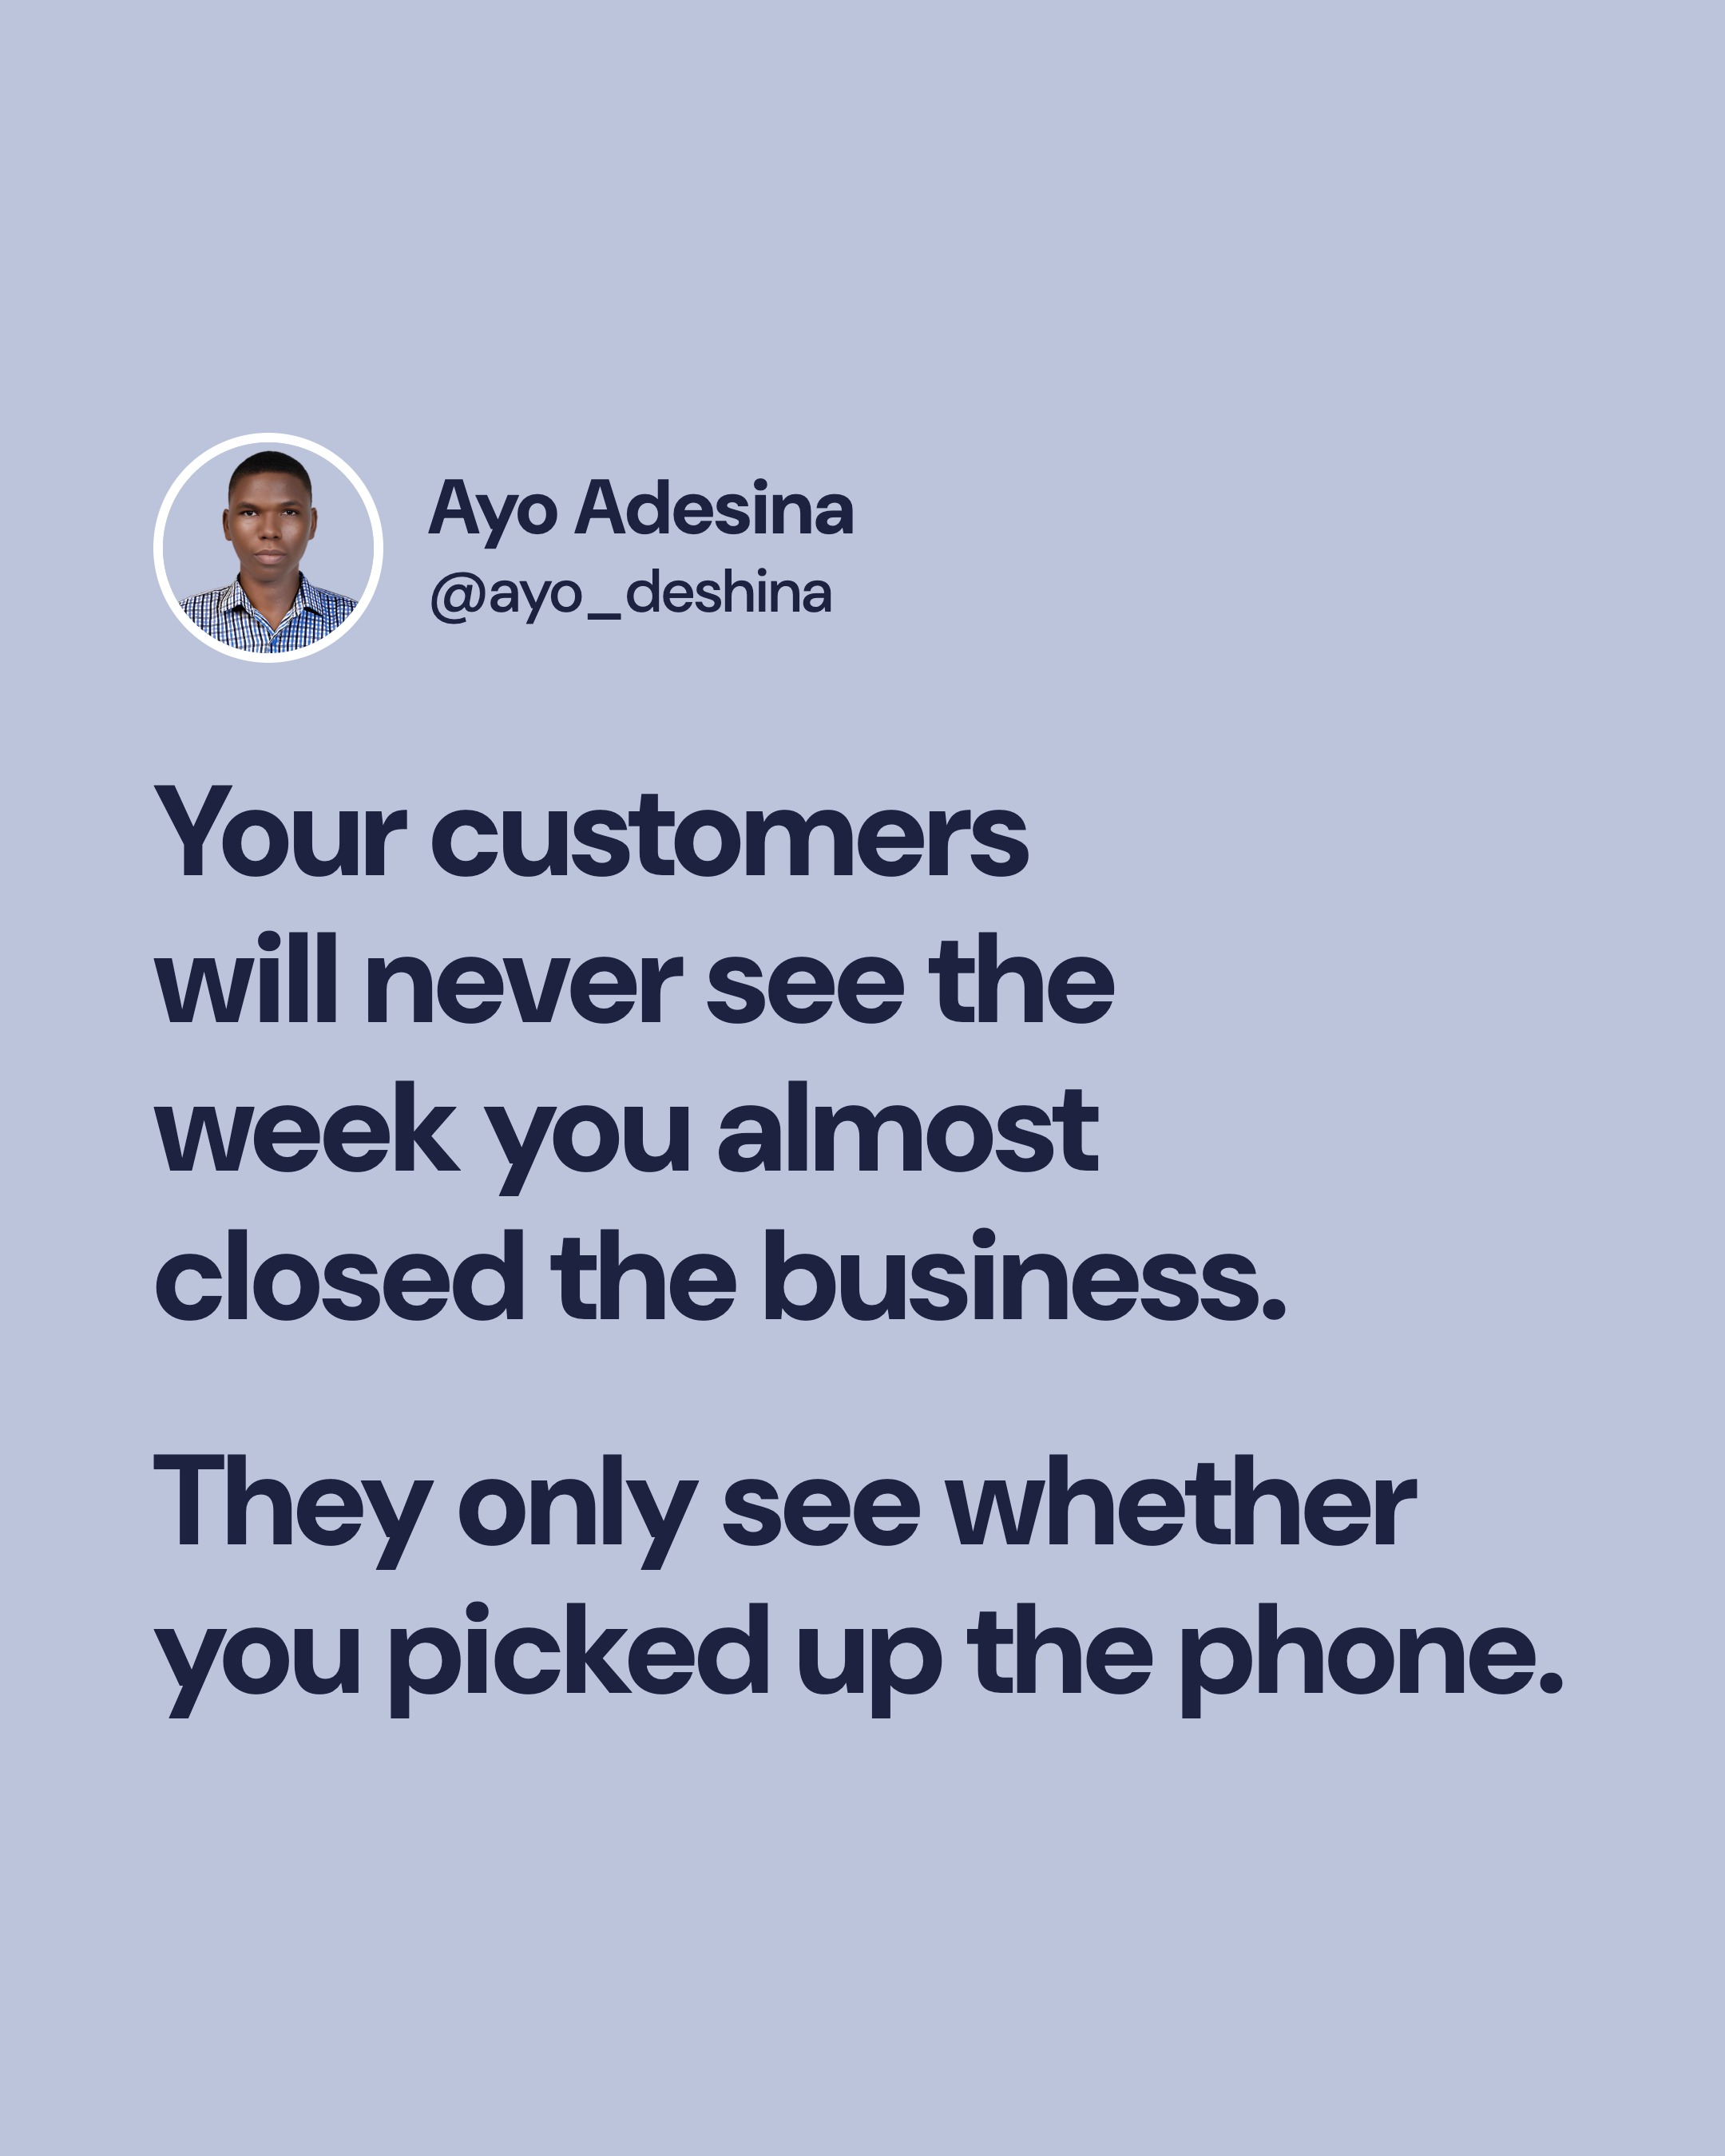 Ayo Adesina
@ayo_deshina
Your customers
will never see the
week you almost
closed the business.
They only see whether
you picked up the phone.